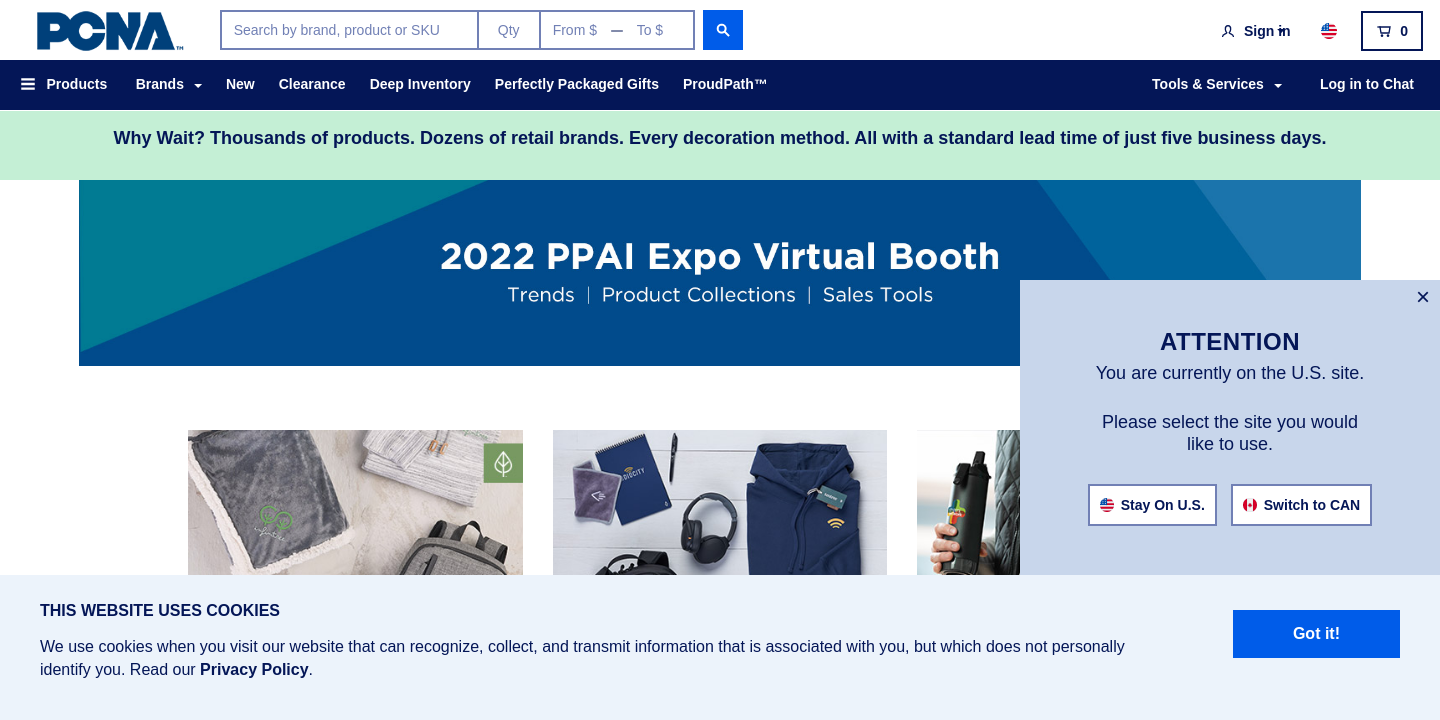 PCNA™
Search by brand, product or SKU
Qty
From $ — To $
Sign in
0
Products
Brands
New
Clearance
Deep Inventory
Perfectly Packaged Gifts
ProudPath™
Tools & Services
Log in to Chat
Why Wait? Thousands of products. Dozens of retail brands. Every decoration method. All with a standard lead time of just five business days.
2022 PPAI Expo Virtual Booth
Trends | Product Collections | Sales Tools
×
ATTENTION
You are currently on the U.S. site.
Please select the site you would
like to use.
Stay On U.S.
Switch to CAN
THIS WEBSITE USES COOKIES
We use cookies when you visit our website that can recognize, collect, and transmit information that is associated with you, but which does not personally
identify you. Read our Privacy Policy.
Got it!